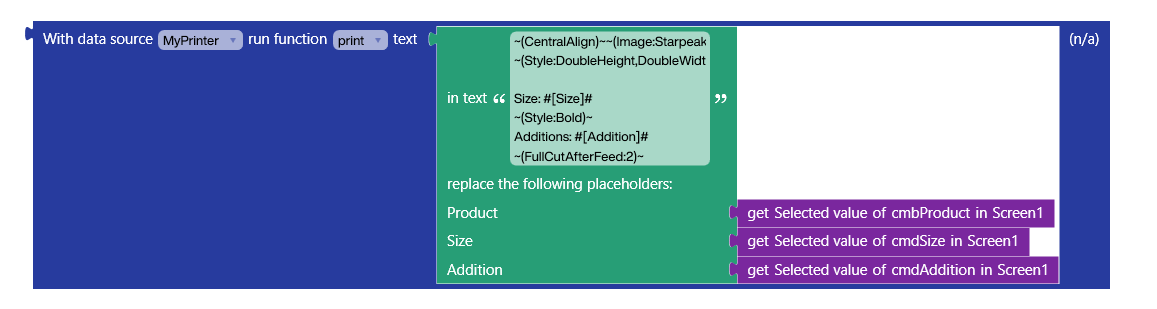 With data source MyPrinter run function print text (n/a)
~(CentralAlign)~~(Image:Starpeak
~(Style:DoubleHeight,DoubleWidt
in text “ Size: #[Size]# ”
~(Style:Bold)~
Additions: #[Addition]#
~(FullCutAfterFeed:2)~
replace the following placeholders:
Product get Selected value of cmbProduct in Screen1
Size get Selected value of cmdSize in Screen1
Addition get Selected value of cmdAddition in Screen1